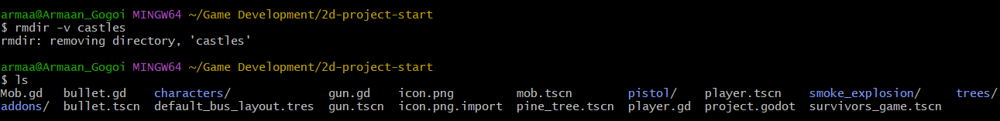 armaa@Armaan_Gogoi MINGW64 ~/Game Development/2d-project-start
$ rmdir -v castles
rmdir: removing directory, 'castles'
armaa@Armaan_Gogoi MINGW64 ~/Game Development/2d-project-start
$ ls
Mob.gd bullet.gd characters/ gun.gd icon.png mob.tscn pistol/ player.tscn smoke_explosion/ trees/
addons/ bullet.tscn default_bus_layout.tres gun.tscn icon.png.import pine_tree.tscn player.gd project.godot survivors_game.tscn